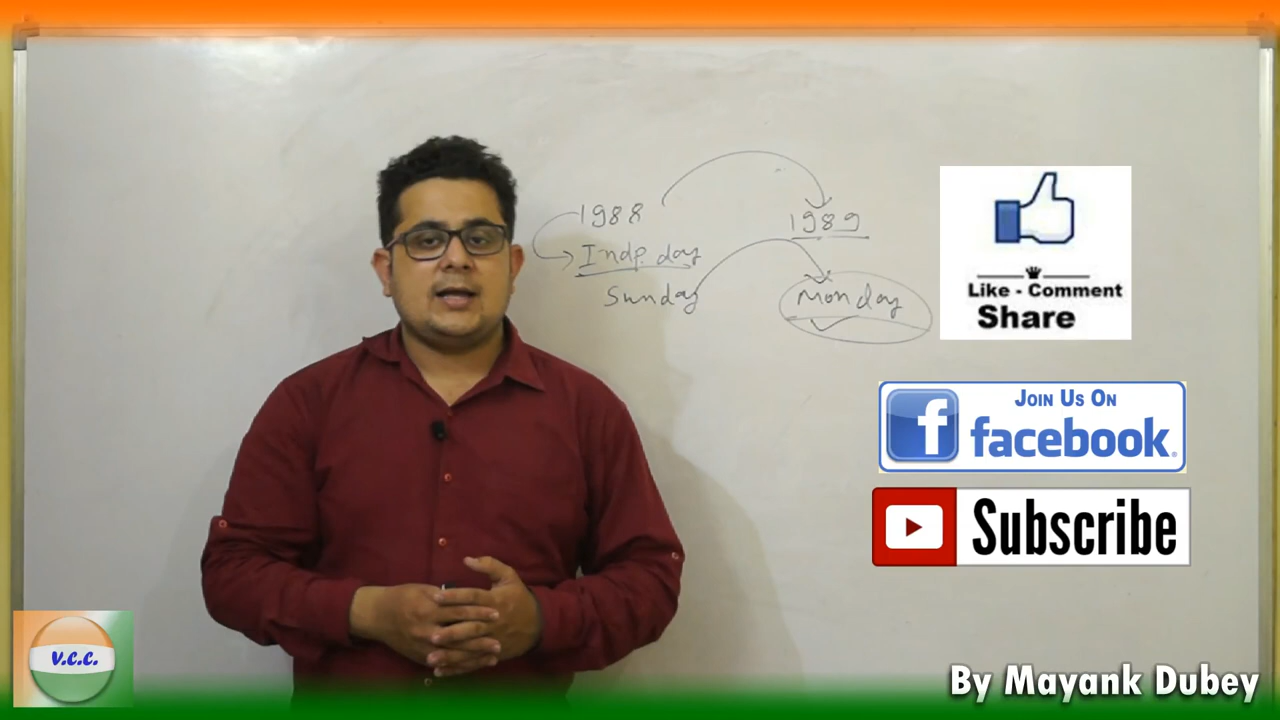 1988
Indp. day
Sunday
1989
Monday
Like - Comment
Share
Join Us On
facebook
Subscribe
V.C.C.
By Mayank Dubey